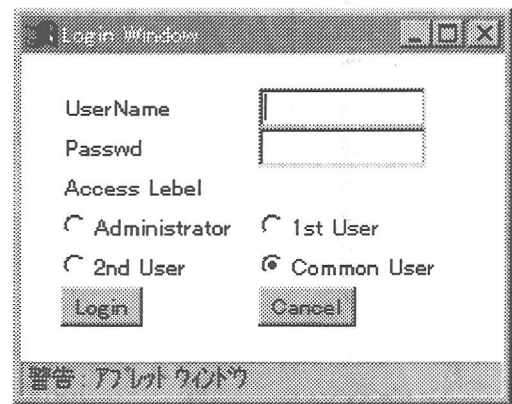 Login Window
UserName
Passwd
Access Lebel
Administrator 1st User
2nd User Common User
Login Cancel
警告 : アプレット ウィンドウ